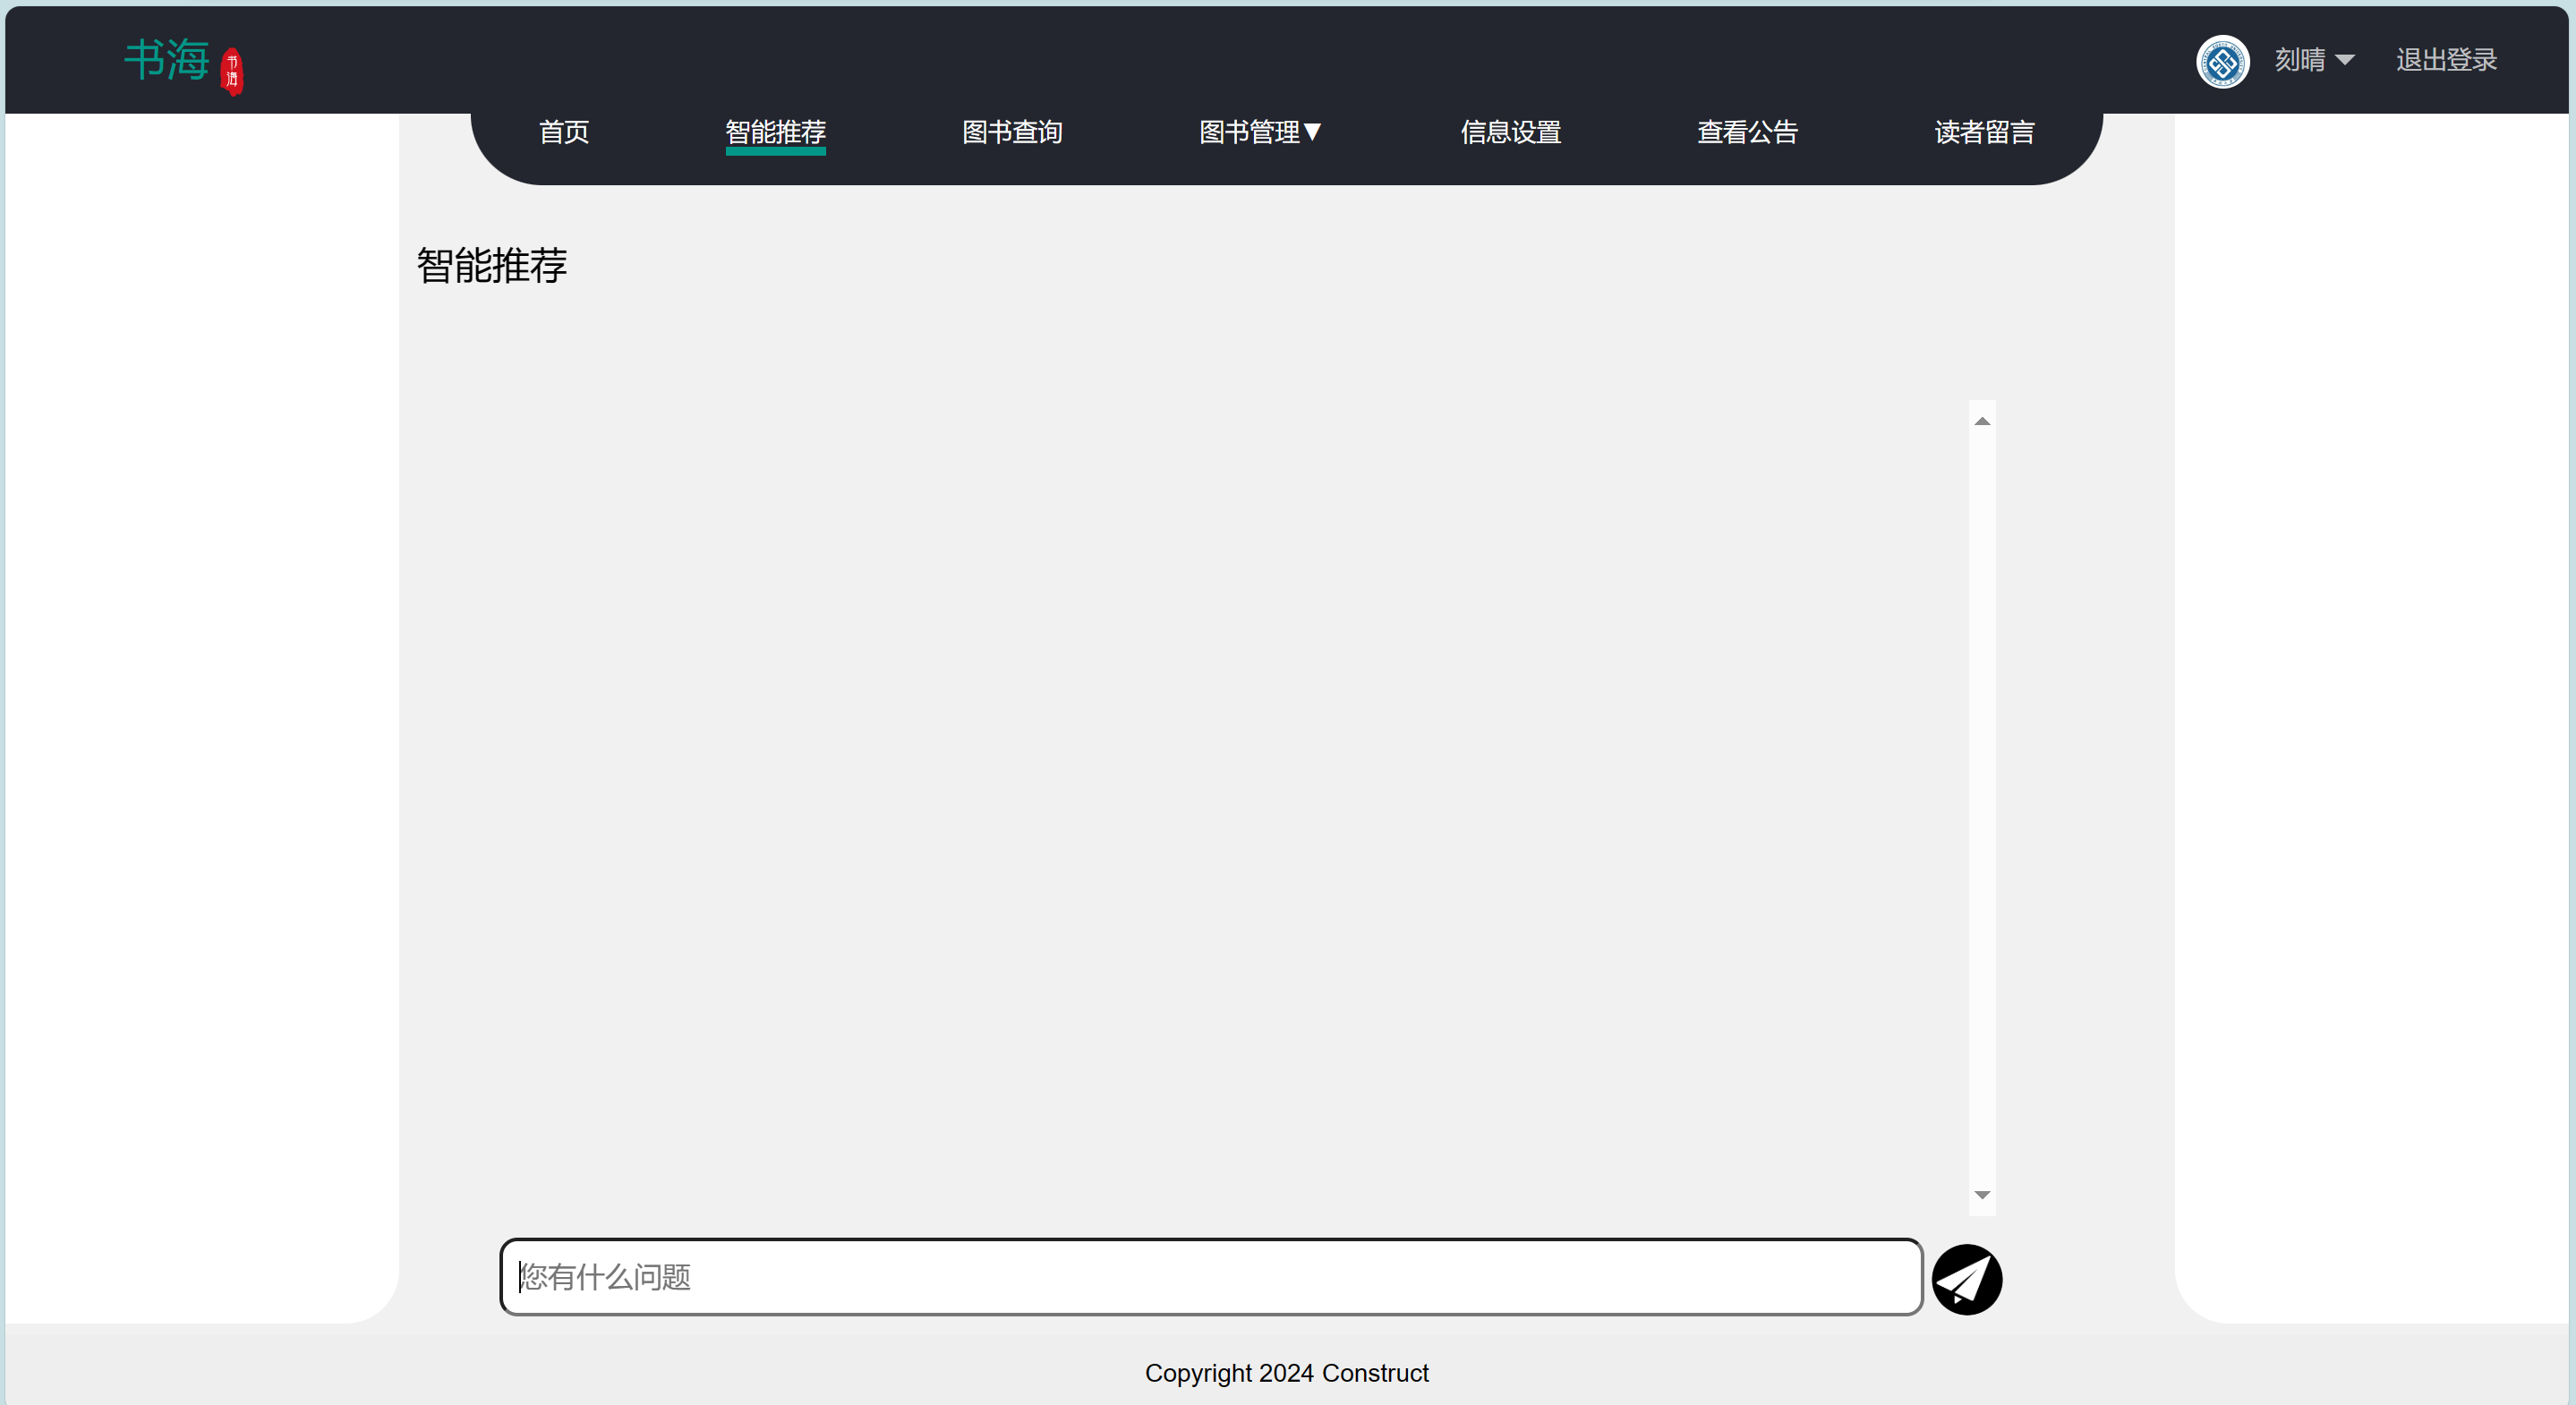 书海 书海
刻晴 退出登录
首页 智能推荐 图书查询 图书管理▼ 信息设置 查看公告 读者留言
智能推荐
您有什么问题
Copyright 2024 Construct